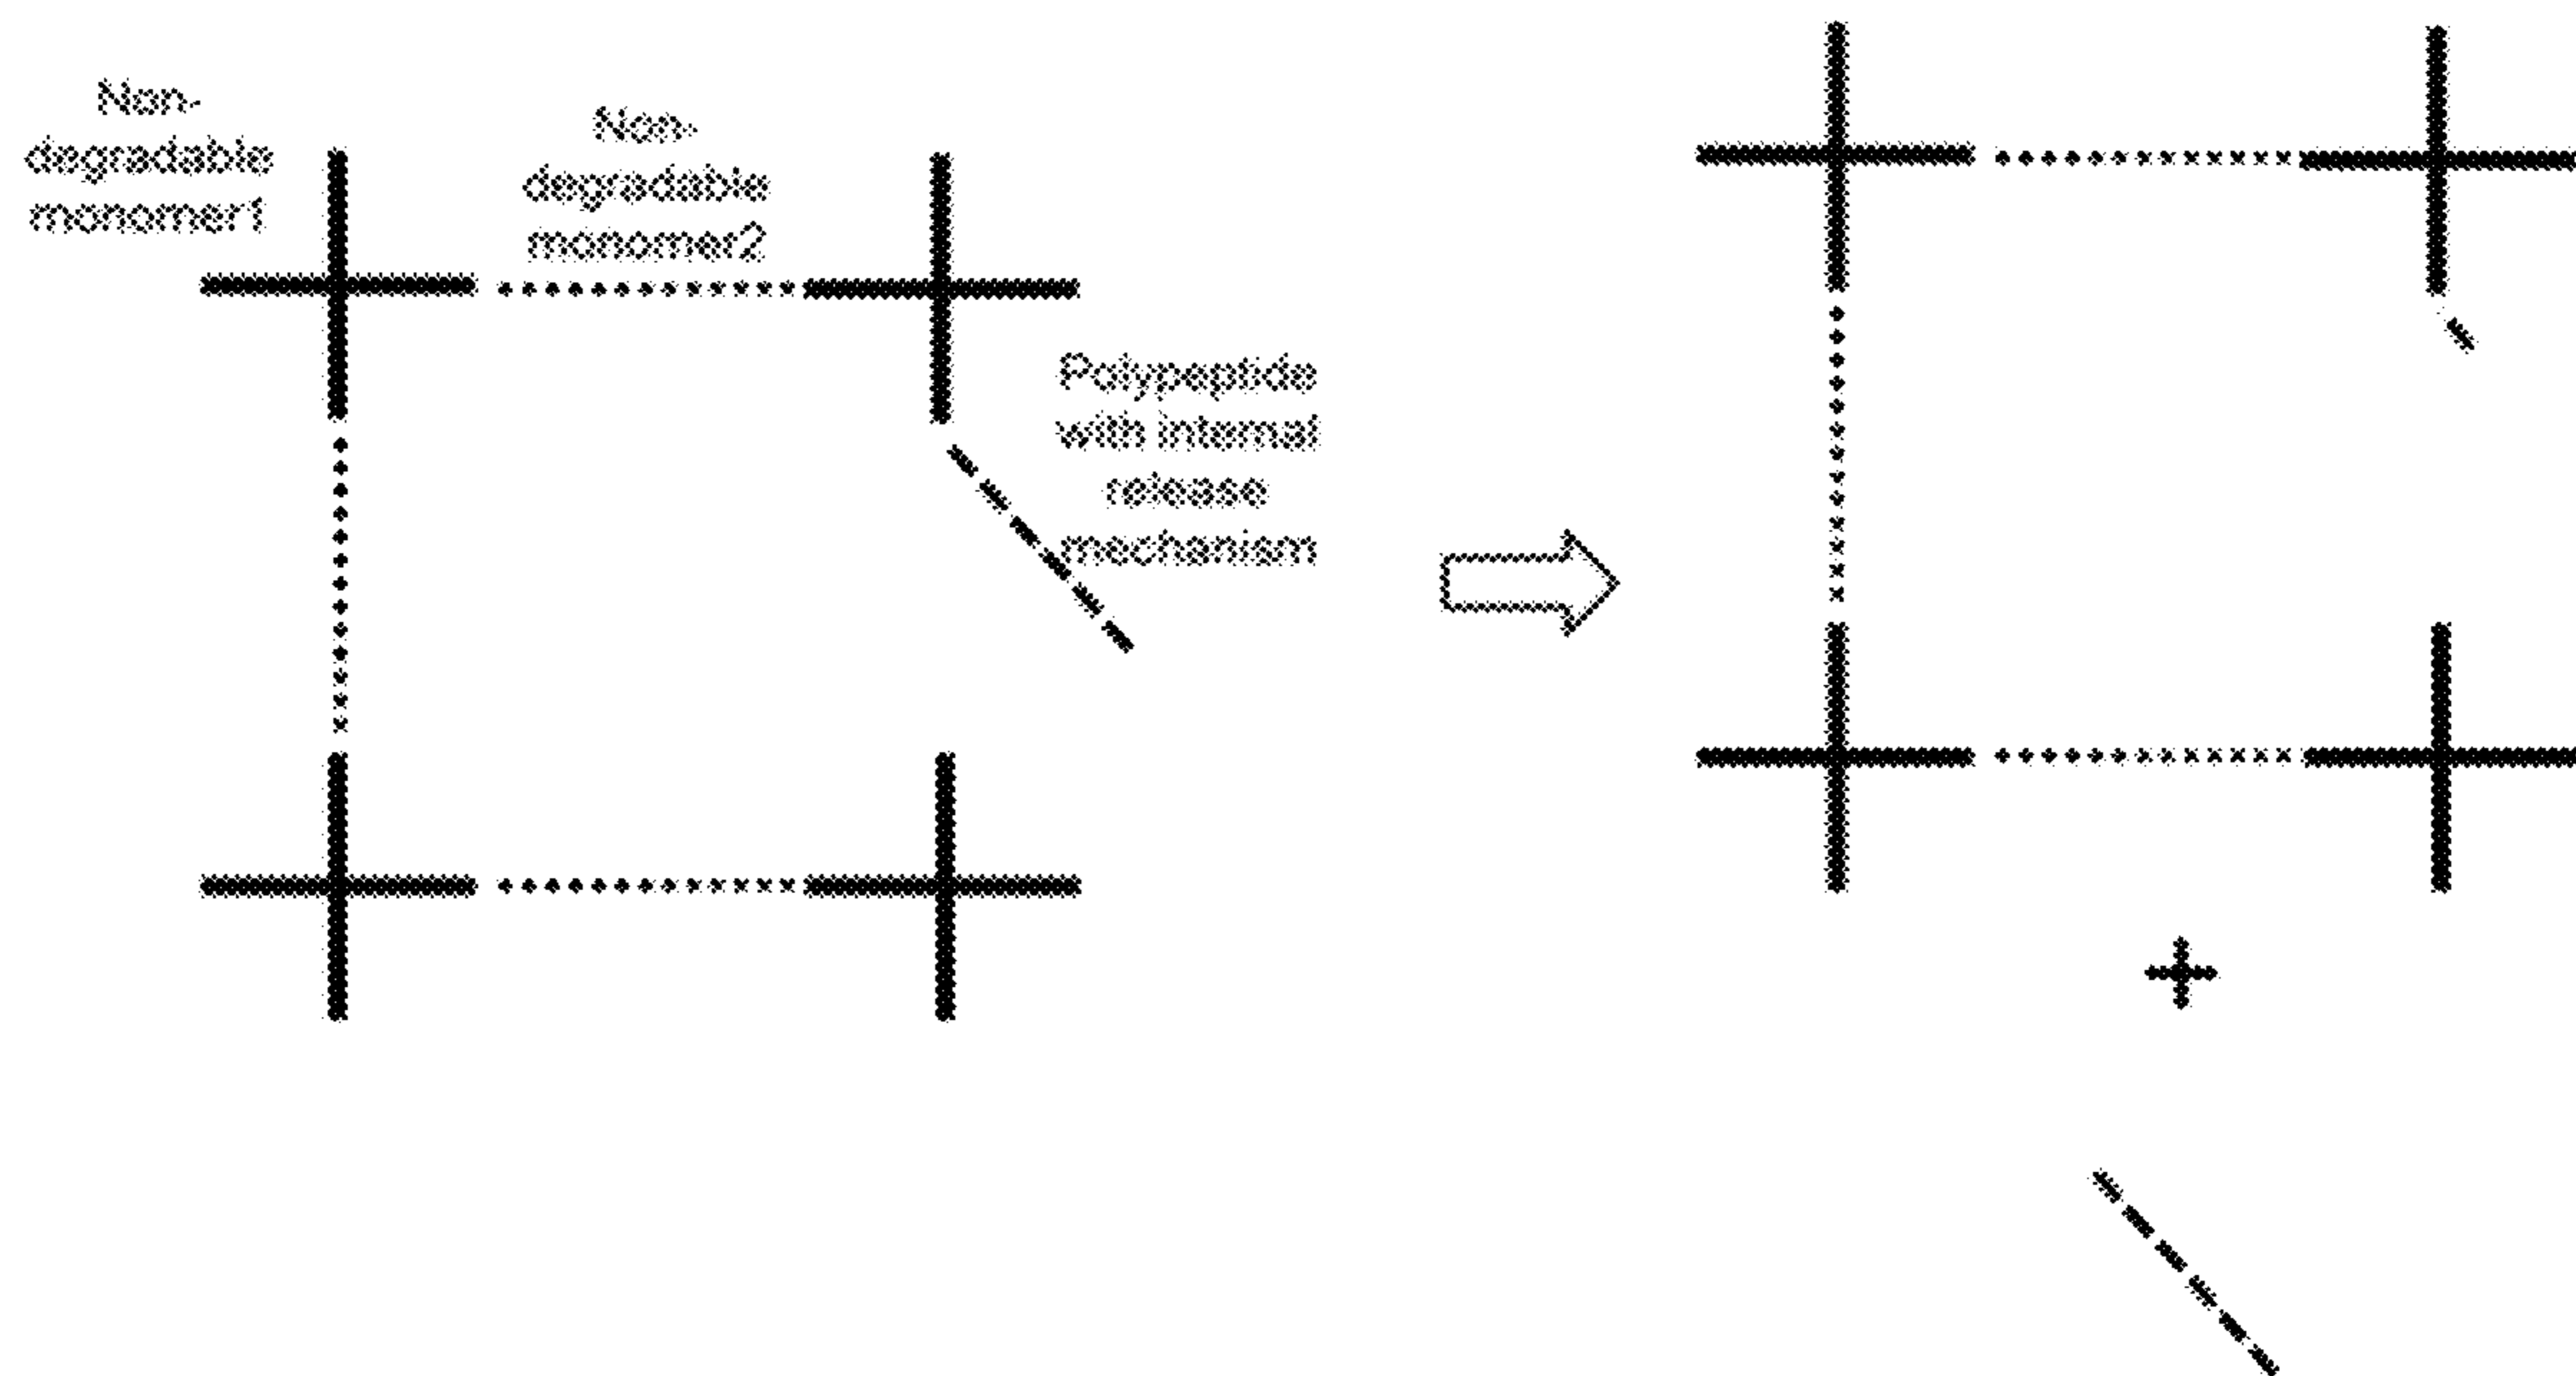 Non-
degradable
monomer1
Non-
degradable
monomer2
Polypeptide
with internal
release
mechanism